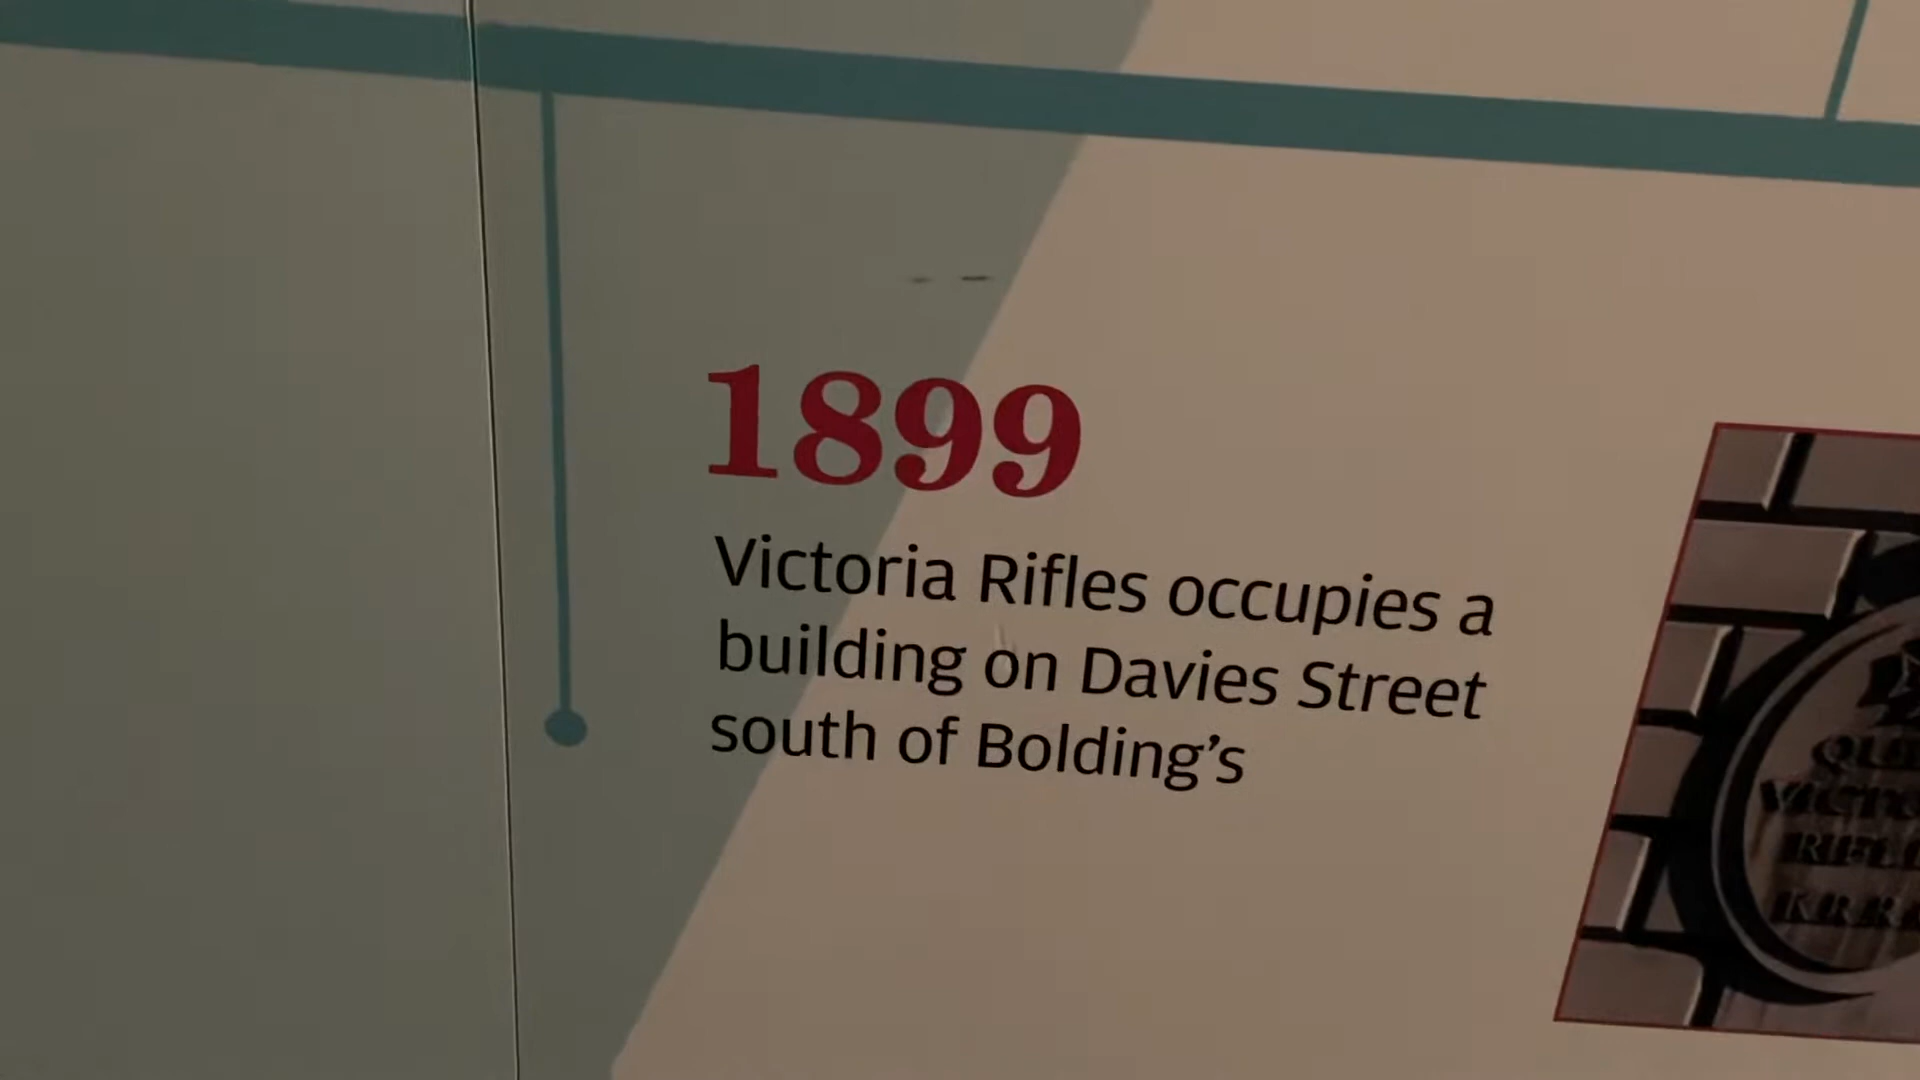 1899
Victoria Rifles occupies a
building on Davies Street
south of Bolding’s